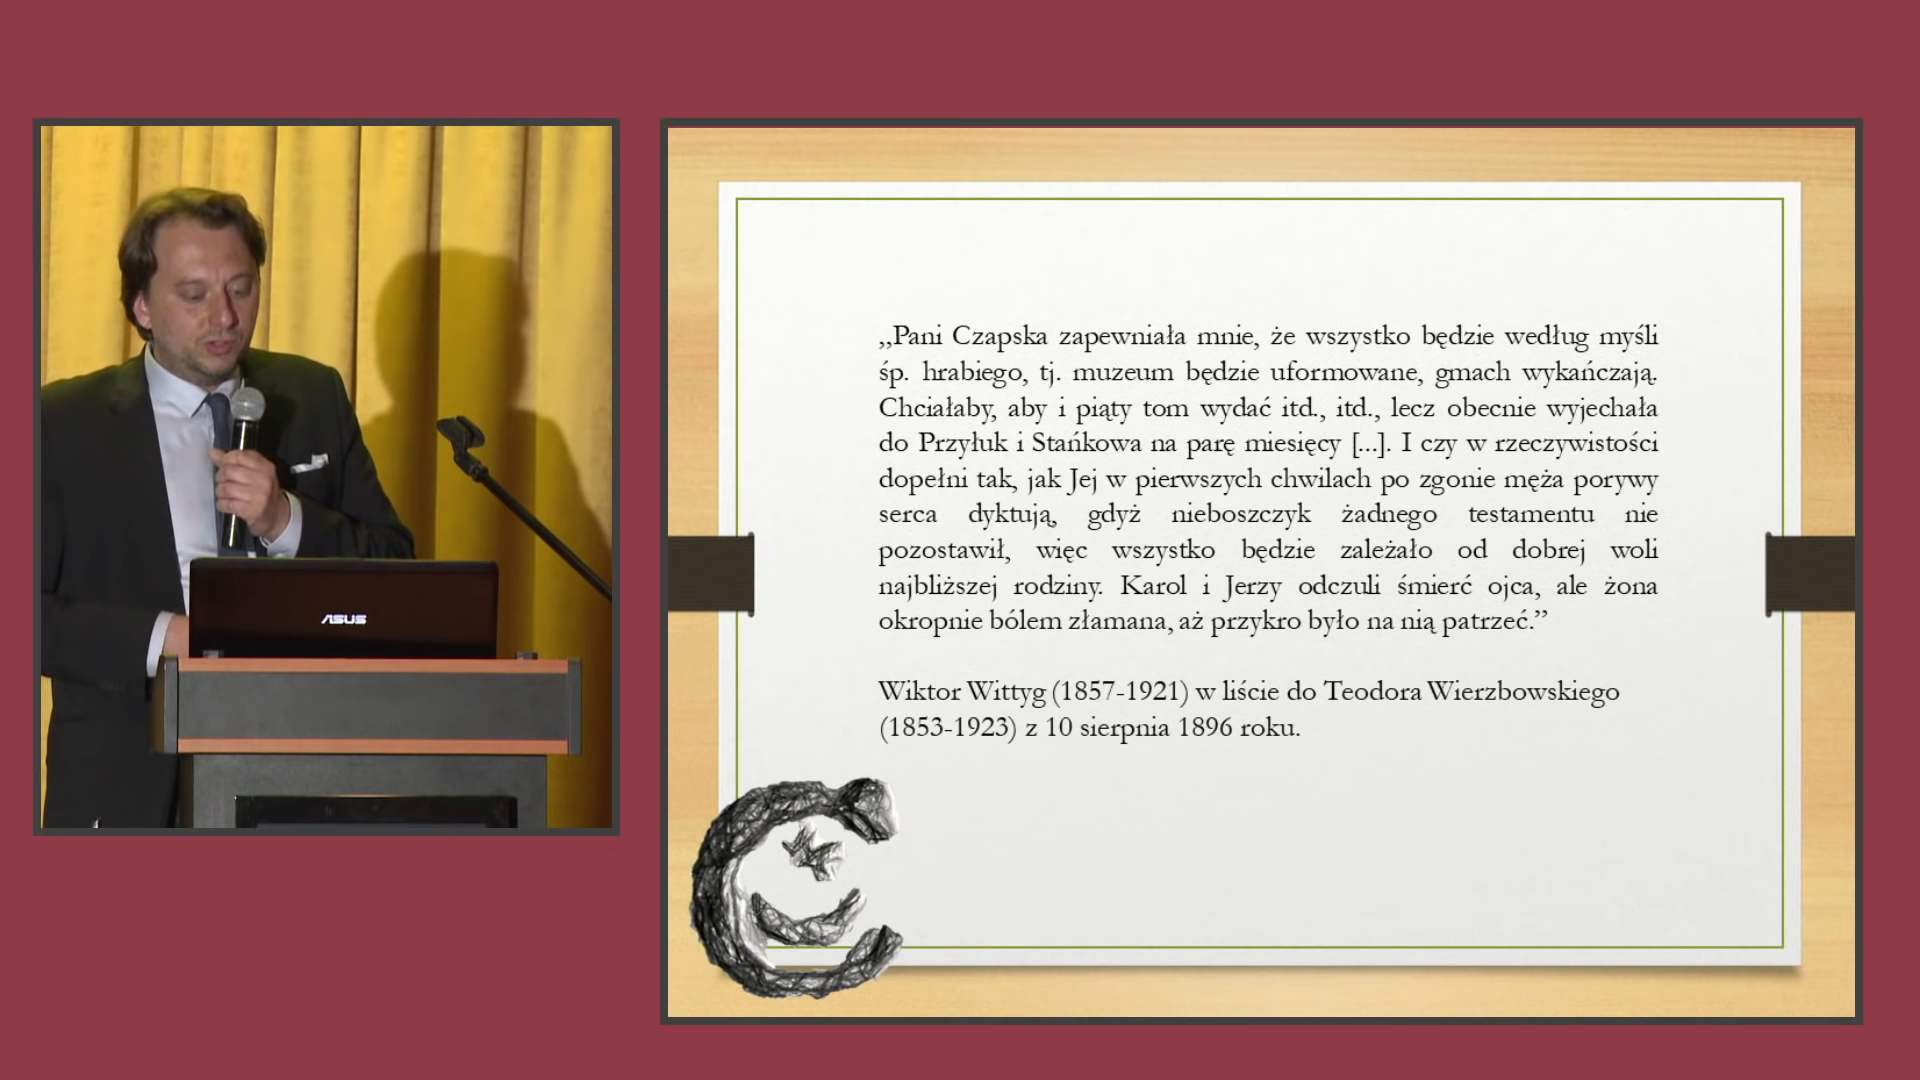 ASUS
„Pani Czapska zapewniała mnie, że wszystko będzie według myśli
śp. hrabiego, tj. muzeum będzie uformowane, gmach wykańczają.
Chciałaby, aby i piąty tom wydać itd., itd., lecz obecnie wyjechała
do Przyłuk i Stańkowa na parę miesięcy [...]. I czy w rzeczywistości
dopełni tak, jak Jej w pierwszych chwilach po zgonie męża porywy
serca dyktują, gdyż nieboszczyk żadnego testamentu nie
pozostawił, więc wszystko będzie zależało od dobrej woli
najbliższej rodziny. Karol i Jerzy odczuli śmierć ojca, ale żona
okropnie bólem złamana, aż przykro było na nią patrzeć.”
Wiktor Wittyg (1857-1921) w liście do Teodora Wierzbowskiego
(1853-1923) z 10 sierpnia 1896 roku.